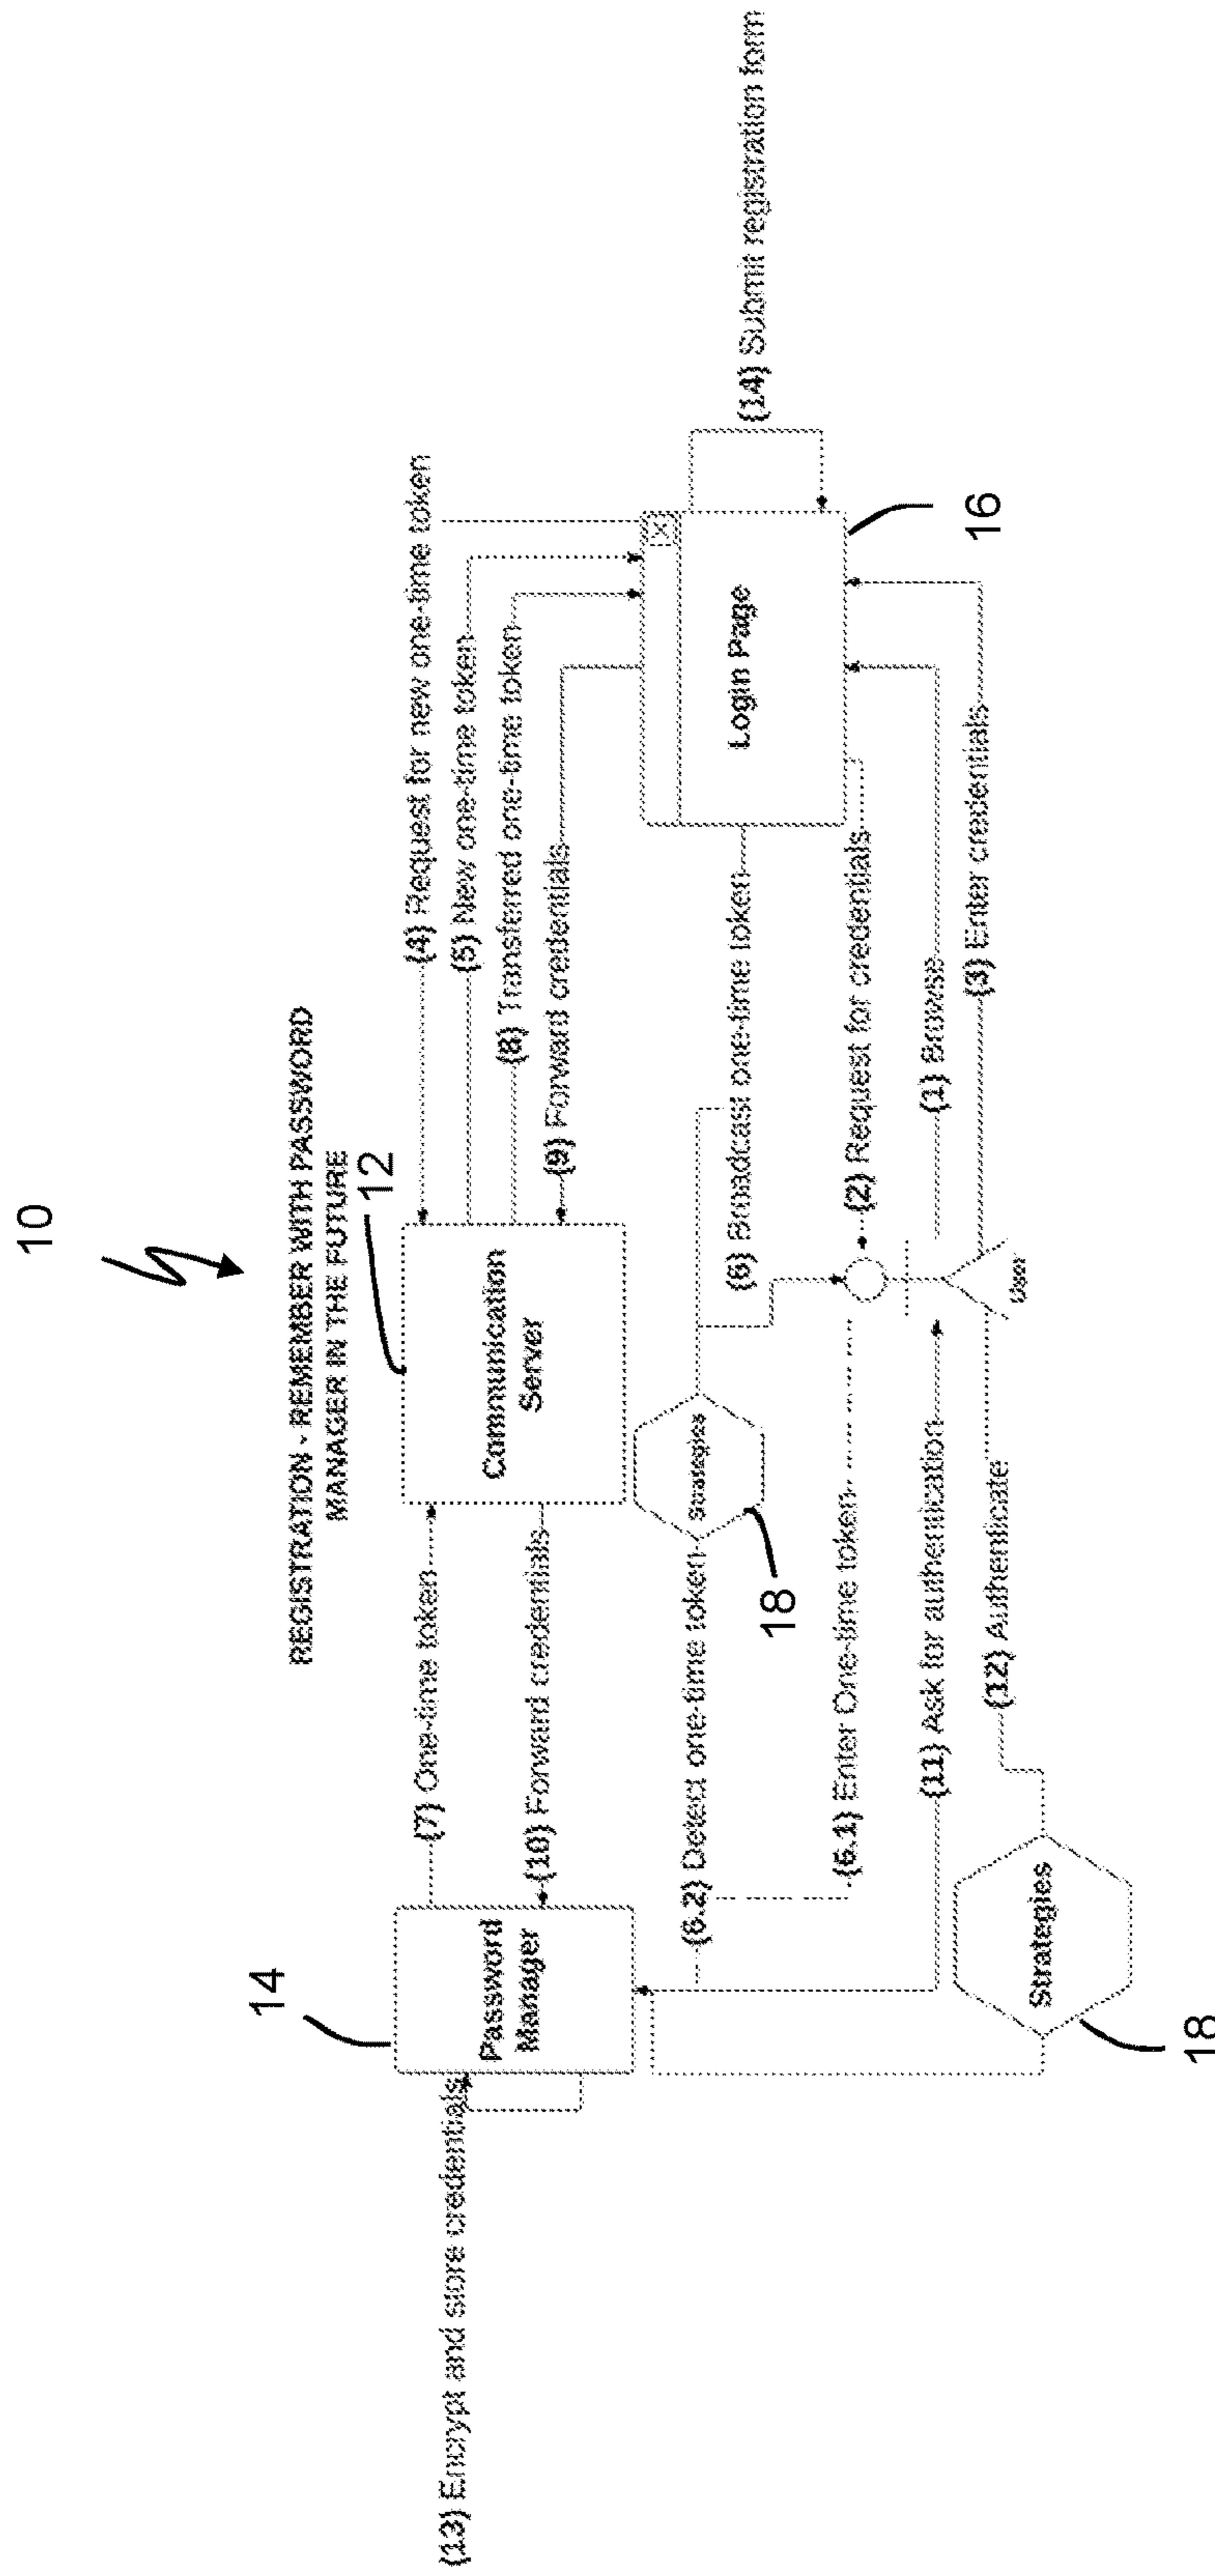 10
REGISTRATION - REMEMBER WITH PASSWORD
MANAGER IN THE FUTURE
12
14
(13) Encrypt and store credentials
Password
Manager
(7) One-time token
(10) Forward credentials
Communication
Server
(4) Request for new one-time token
(5) New one-time token
(8) Transferred one-time token
(9) Forward credentials
(6.2) Detect one-time token
Strategies
18
(6) Broadcast one-time token
X
Login Page
16
(14) Submit registration form
(6.1) Enter One-time token
(2) Request for credentials
(11) Ask for authentication
(1) Browse
(12) Authenticate
(3) Enter credentials
User
Strategies
18